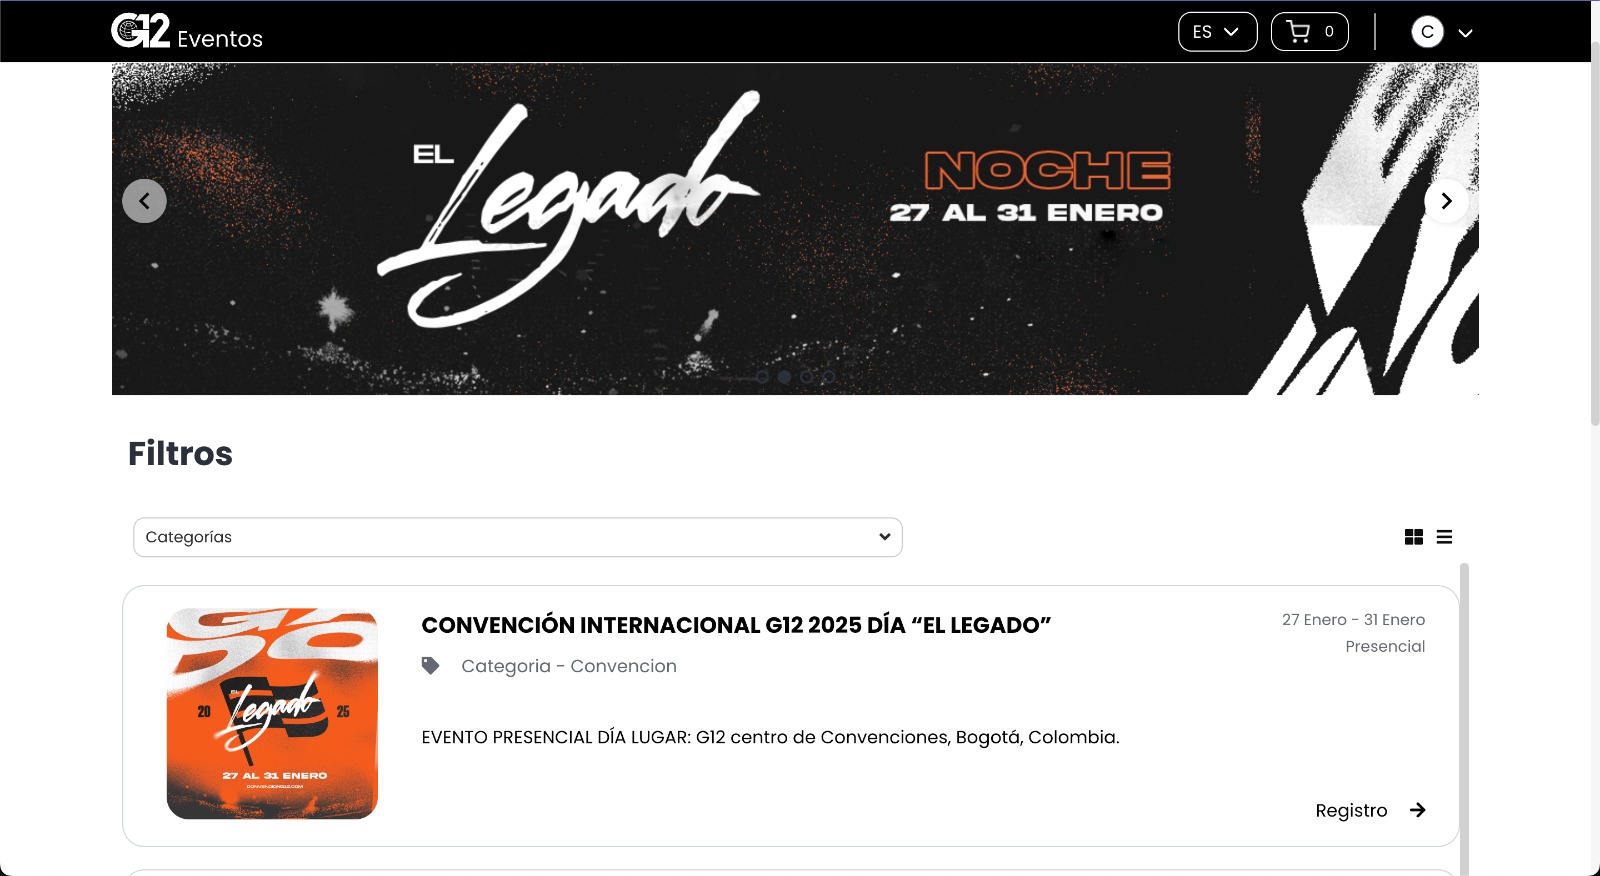 G12 Eventos
ES
0
C
EL
Legado
NOCHE
27 AL 31 ENERO
Filtros
Categorías
CONVENCIÓN INTERNACIONAL G12 2025 DÍA “EL LEGADO”
27 Enero - 31 Enero
Presencial
Categoria - Convencion
EL
Legado
20
25
27 AL 31 ENERO
EVENTO PRESENCIAL DÍA LUGAR: G12 centro de Convenciones, Bogotá, Colombia.
Registro